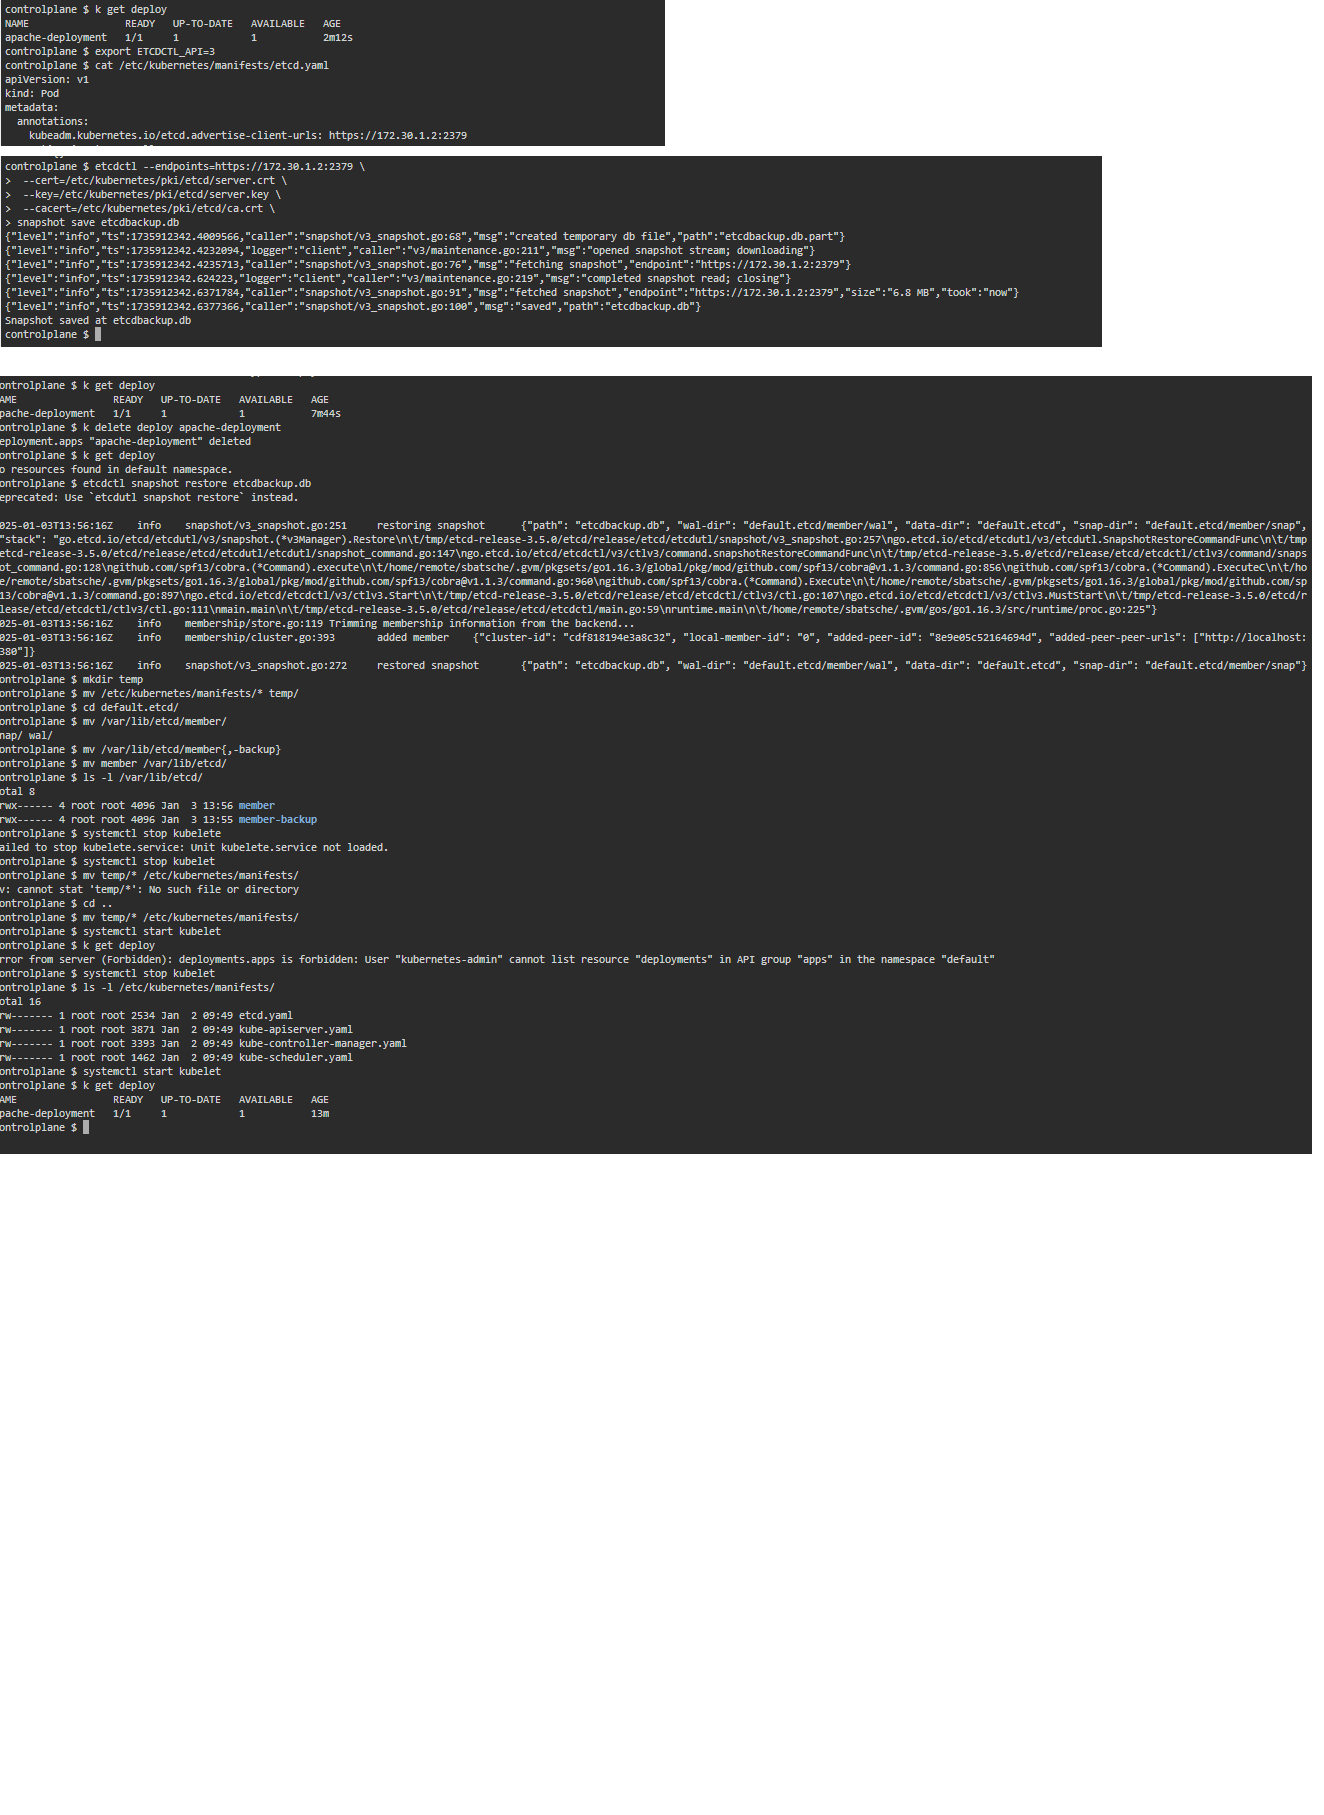 controlplane $ k get deploy
NAME                READY   UP-TO-DATE   AVAILABLE   AGE
apache-deployment   1/1     1            1           2m12s
controlplane $ export ETCDCTL_API=3
controlplane $ cat /etc/kubernetes/manifests/etcd.yaml
apiVersion: v1
kind: Pod
metadata:
  annotations:
    kubeadm.kubernetes.io/etcd.advertise-client-urls: https://172.30.1.2:2379
controlplane $ etcdctl --endpoints=https://172.30.1.2:2379 \
>  --cert=/etc/kubernetes/pki/etcd/server.crt \
>  --key=/etc/kubernetes/pki/etcd/server.key \
>  --cacert=/etc/kubernetes/pki/etcd/ca.crt \
> snapshot save etcdbackup.db
{"level":"info","ts":1735912342.4009566,"caller":"snapshot/v3_snapshot.go:68","msg":"created temporary db file","path":"etcdbackup.db.part"}
{"level":"info","ts":1735912342.4232094,"logger":"client","caller":"v3/maintenance.go:211","msg":"opened snapshot stream; downloading"}
{"level":"info","ts":1735912342.4235713,"caller":"snapshot/v3_snapshot.go:76","msg":"fetching snapshot","endpoint":"https://172.30.1.2:2379"}
{"level":"info","ts":1735912342.624223,"logger":"client","caller":"v3/maintenance.go:219","msg":"completed snapshot read; closing"}
{"level":"info","ts":1735912342.6371784,"caller":"snapshot/v3_snapshot.go:91","msg":"fetched snapshot","endpoint":"https://172.30.1.2:2379","size":"6.8 MB","took":"now"}
{"level":"info","ts":1735912342.6377366,"caller":"snapshot/v3_snapshot.go:100","msg":"saved","path":"etcdbackup.db"}
Snapshot saved at etcdbackup.db
controlplane $
ontrolplane $ k get deploy
AME                READY   UP-TO-DATE   AVAILABLE   AGE
pache-deployment   1/1     1            1           7m44s
ontrolplane $ k delete deploy apache-deployment
eployment.apps "apache-deployment" deleted
ontrolplane $ k get deploy
o resources found in default namespace.
ontrolplane $ etcdctl snapshot restore etcdbackup.db
eprecated: Use `etcdutl snapshot restore` instead.
025-01-03T13:56:16Z    info    snapshot/v3_snapshot.go:251     restoring snapshot      {"path": "etcdbackup.db", "wal-dir": "default.etcd/member/wal", "data-dir": "default.etcd", "snap-dir": "default.etcd/member/snap",
"stack": "go.etcd.io/etcd/etcdutl/v3/snapshot.(*v3Manager).Restore\n\t/tmp/etcd-release-3.5.0/etcd/release/etcd/etcdutl/snapshot/v3_snapshot.go:257\ngo.etcd.io/etcd/etcdutl/v3/etcdutl.SnapshotRestoreCommandFunc\n\t/tmp
etcd-release-3.5.0/etcd/release/etcd/etcdutl/etcdutl/snapshot_command.go:147\ngo.etcd.io/etcd/etcdctl/v3/ctlv3/command.snapshotRestoreCommandFunc\n\t/tmp/etcd-release-3.5.0/etcd/release/etcd/etcdctl/ctlv3/command/snaps
ot_command.go:128\ngithub.com/spf13/cobra.(*Command).execute\n\t/home/remote/sbatsche/.gvm/pkgsets/go1.16.3/global/pkg/mod/github.com/spf13/cobra@v1.1.3/command.go:856\ngithub.com/spf13/cobra.(*Command).ExecuteC\n\t/ho
e/remote/sbatsche/.gvm/pkgsets/go1.16.3/global/pkg/mod/github.com/spf13/cobra@v1.1.3/command.go:960\ngithub.com/spf13/cobra.(*Command).Execute\n\t/home/remote/sbatsche/.gvm/pkgsets/go1.16.3/global/pkg/mod/github.com/sp
13/cobra@v1.1.3/command.go:897\ngo.etcd.io/etcd/etcdctl/v3/ctlv3.Start\n\t/tmp/etcd-release-3.5.0/etcd/release/etcd/etcdctl/ctlv3/ctl.go:107\ngo.etcd.io/etcd/etcdctl/v3/ctlv3.MustStart\n\t/tmp/etcd-release-3.5.0/etcd/r
lease/etcd/etcdctl/ctlv3/ctl.go:111\nmain.main\n\t/tmp/etcd-release-3.5.0/etcd/release/etcd/etcdctl/main.go:59\nruntime.main\n\t/home/remote/sbatsche/.gvm/gos/go1.16.3/src/runtime/proc.go:225"}
025-01-03T13:56:16Z    info    membership/store.go:119 Trimming membership information from the backend...
025-01-03T13:56:16Z    info    membership/cluster.go:393       added member    {"cluster-id": "cdf818194e3a8c32", "local-member-id": "0", "added-peer-id": "8e9e05c52164694d", "added-peer-peer-urls": ["http://localhost:
380"]}
025-01-03T13:56:16Z    info    snapshot/v3_snapshot.go:272     restored snapshot       {"path": "etcdbackup.db", "wal-dir": "default.etcd/member/wal", "data-dir": "default.etcd", "snap-dir": "default.etcd/member/snap"}
ontrolplane $ mkdir temp
ontrolplane $ mv /etc/kubernetes/manifests/* temp/
ontrolplane $ cd default.etcd/
ontrolplane $ mv /var/lib/etcd/member/
nap/ wal/
ontrolplane $ mv /var/lib/etcd/member{,-backup}
ontrolplane $ mv member /var/lib/etcd/
ontrolplane $ ls -l /var/lib/etcd/
otal 8
rwx------ 4 root root 4096 Jan  3 13:56 member
rwx------ 4 root root 4096 Jan  3 13:55 member-backup
ontrolplane $ systemctl stop kubelete
ailed to stop kubelete.service: Unit kubelete.service not loaded.
ontrolplane $ systemctl stop kubelet
ontrolplane $ mv temp/* /etc/kubernetes/manifests/
v: cannot stat 'temp/*': No such file or directory
ontrolplane $ cd ..
ontrolplane $ mv temp/* /etc/kubernetes/manifests/
ontrolplane $ systemctl start kubelet
ontrolplane $ k get deploy
rror from server (Forbidden): deployments.apps is forbidden: User "kubernetes-admin" cannot list resource "deployments" in API group "apps" in the namespace "default"
ontrolplane $ systemctl stop kubelet
ontrolplane $ ls -l /etc/kubernetes/manifests/
otal 16
rw------- 1 root root 2534 Jan  2 09:49 etcd.yaml
rw------- 1 root root 3871 Jan  2 09:49 kube-apiserver.yaml
rw------- 1 root root 3393 Jan  2 09:49 kube-controller-manager.yaml
rw------- 1 root root 1462 Jan  2 09:49 kube-scheduler.yaml
ontrolplane $ systemctl start kubelet
ontrolplane $ k get deploy
AME                READY   UP-TO-DATE   AVAILABLE   AGE
pache-deployment   1/1     1            1           13m
ontrolplane $